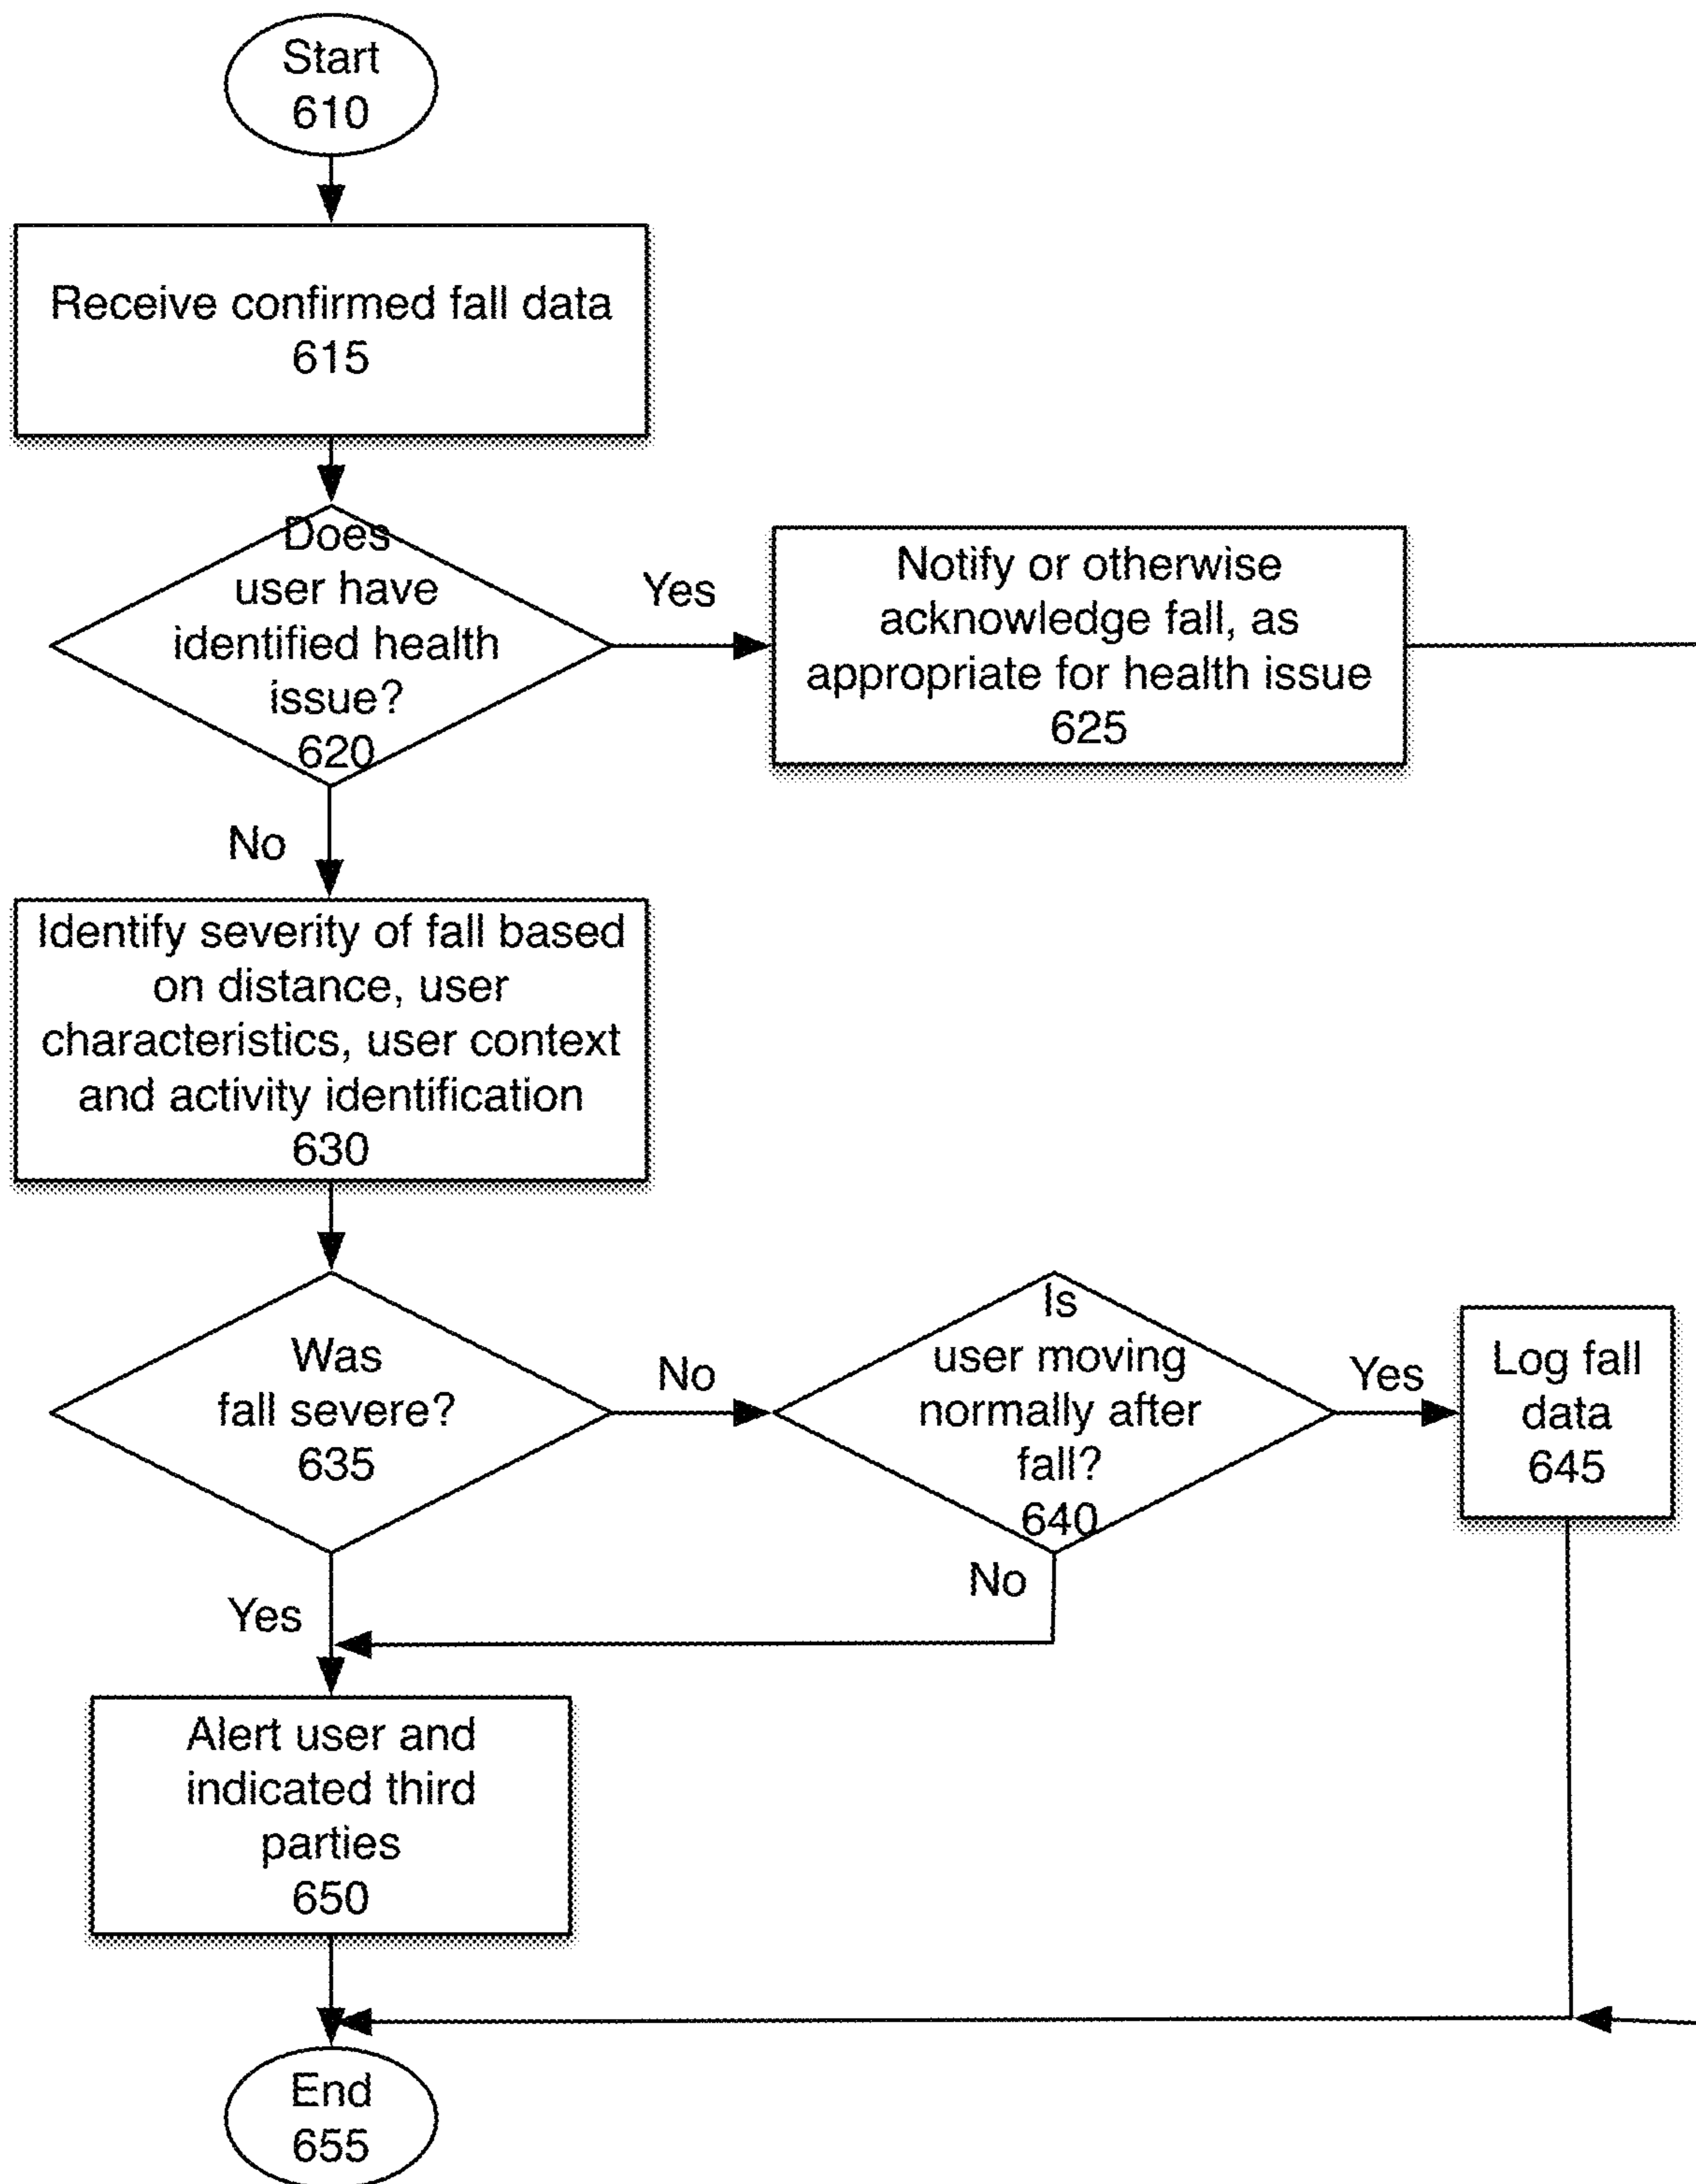 Start
610
Receive confirmed fall data
615
Does
user have
identified health
issue?
620
Yes
Notify or otherwise
acknowledge fall, as
appropriate for health issue
625
No
Identify severity of fall based
on distance, user
characteristics, user context
and activity identification
630
Was
fall severe?
635
No
Is
user moving
normally after
fall?
640
Yes
Log fall
data
645
Yes
No
Alert user and
indicated third
parties
650
End
655